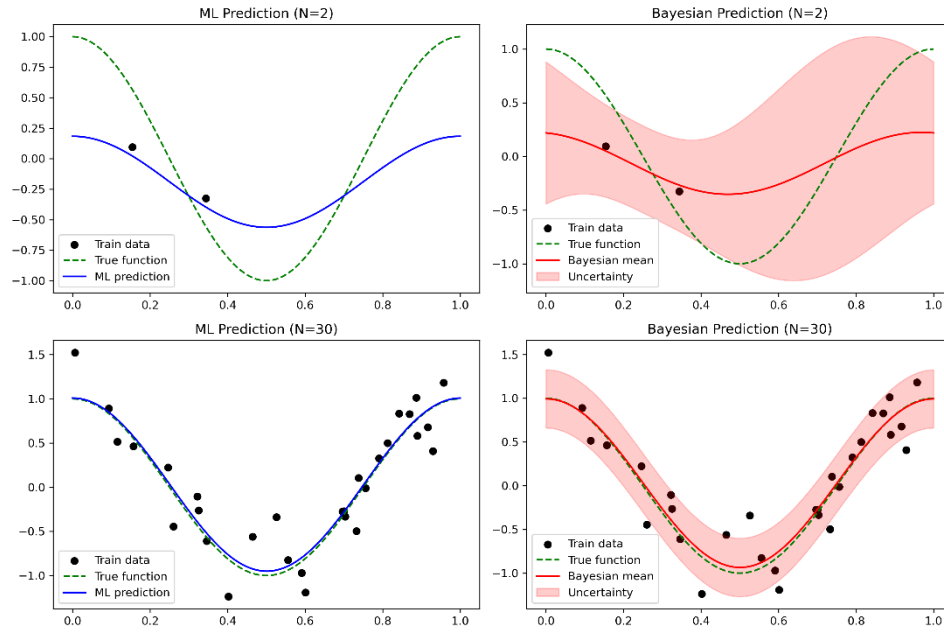 ML Prediction (N=2)
1.00
0.75
0.50
0.25
0.00
−0.25
−0.50
−0.75
−1.00
0.0 0.2 0.4 0.6 0.8 1.0
Train data
True function
ML prediction
Bayesian Prediction (N=2)
1.0
0.5
0.0
−0.5
−1.0
0.0 0.2 0.4 0.6 0.8 1.0
Train data
True function
Bayesian mean
Uncertainty
ML Prediction (N=30)
1.5
1.0
0.5
0.0
−0.5
−1.0
0.0 0.2 0.4 0.6 0.8 1.0
Train data
True function
ML prediction
Bayesian Prediction (N=30)
1.5
1.0
0.5
0.0
−0.5
−1.0
0.0 0.2 0.4 0.6 0.8 1.0
Train data
True function
Bayesian mean
Uncertainty